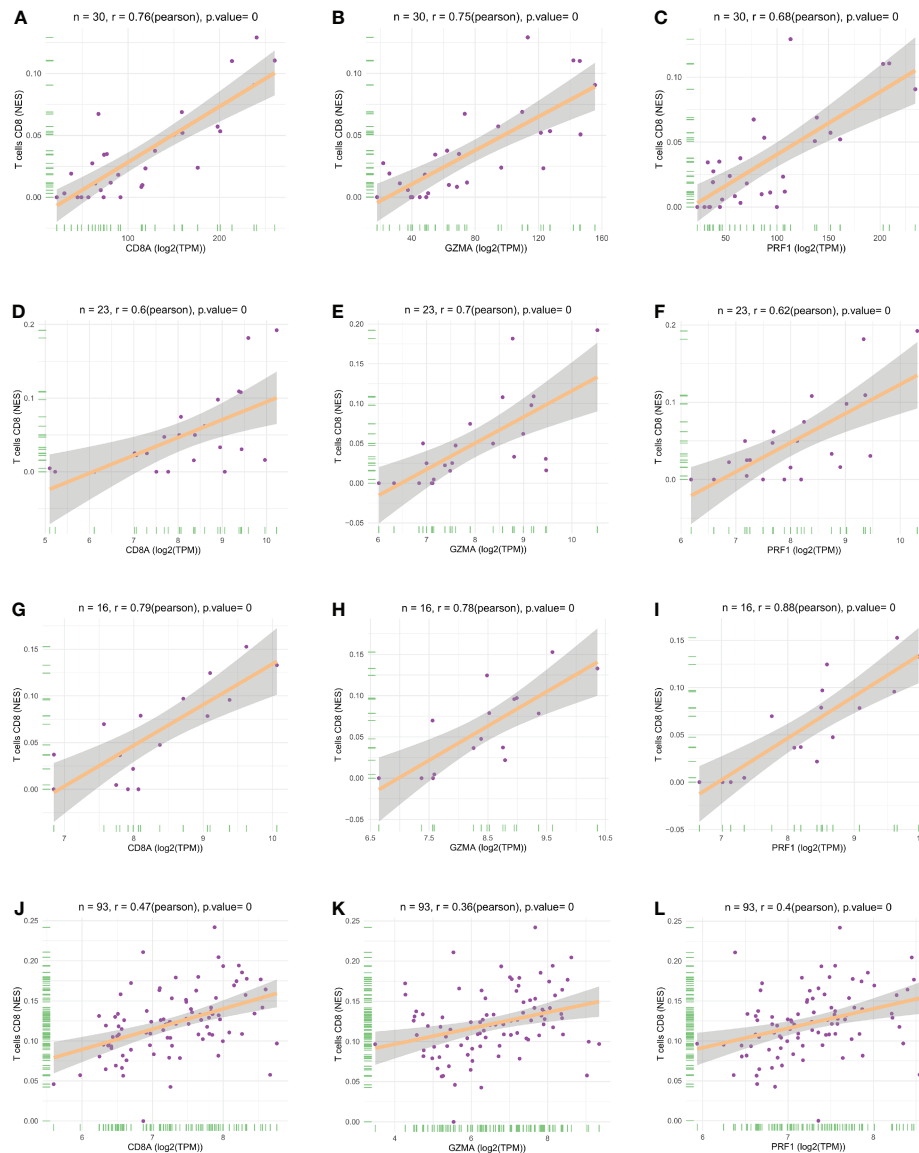 A
n = 30, r = 0.76(pearson), p.value= 0
T cells CD8 (NES)
0.10
0.05
0.00
100 200
CD8A (log2(TPM))
B
n = 30, r = 0.75(pearson), p.value= 0
T cells CD8 (NES)
0.10
0.05
0.00
40 80 120 160
GZMA (log2(TPM))
C
n = 30, r = 0.68(pearson), p.value= 0
T cells CD8 (NES)
0.10
0.05
0.00
50 100 150 200
PRF1 (log2(TPM))
D
n = 23, r = 0.6(pearson), p.value= 0
T cells CD8 (NES)
0.2
0.1
0.0
5 6 7 8 9 10
CD8A (log2(TPM))
E
n = 23, r = 0.7(pearson), p.value= 0
T cells CD8 (NES)
0.20
0.15
0.10
0.05
0.00
−0.05
6 7 8 9 10
GZMA (log2(TPM))
F
n = 23, r = 0.62(pearson), p.value= 0
T cells CD8 (NES)
0.2
0.1
0.0
6 7 8 9 10
PRF1 (log2(TPM))
G
n = 16, r = 0.79(pearson), p.value= 0
T cells CD8 (NES)
0.15
0.10
0.05
0.00
7 8 9 10
CD8A (log2(TPM))
H
n = 16, r = 0.78(pearson), p.value= 0
T cells CD8 (NES)
0.15
0.10
0.05
0.00
−0.05
6.5 7.5 8.5 9.5 10.5
GZMA (log2(TPM))
I
n = 16, r = 0.88(pearson), p.value= 0
T cells CD8 (NES)
0.15
0.10
0.05
0.00
−0.05
7 8 9 10
PRF1 (log2(TPM))
J
n = 93, r = 0.47(pearson), p.value= 0
T cells CD8 (NES)
0.25
0.20
0.15
0.10
0.05
0.00
6 7 8
CD8A (log2(TPM))
K
n = 93, r = 0.36(pearson), p.value= 0
T cells CD8 (NES)
0.25
0.20
0.15
0.10
0.05
0.00
4 6 8
GZMA (log2(TPM))
L
n = 93, r = 0.4(pearson), p.value= 0
T cells CD8 (NES)
0.25
0.20
0.15
0.10
0.05
0.00
6 7 8
PRF1 (log2(TPM))